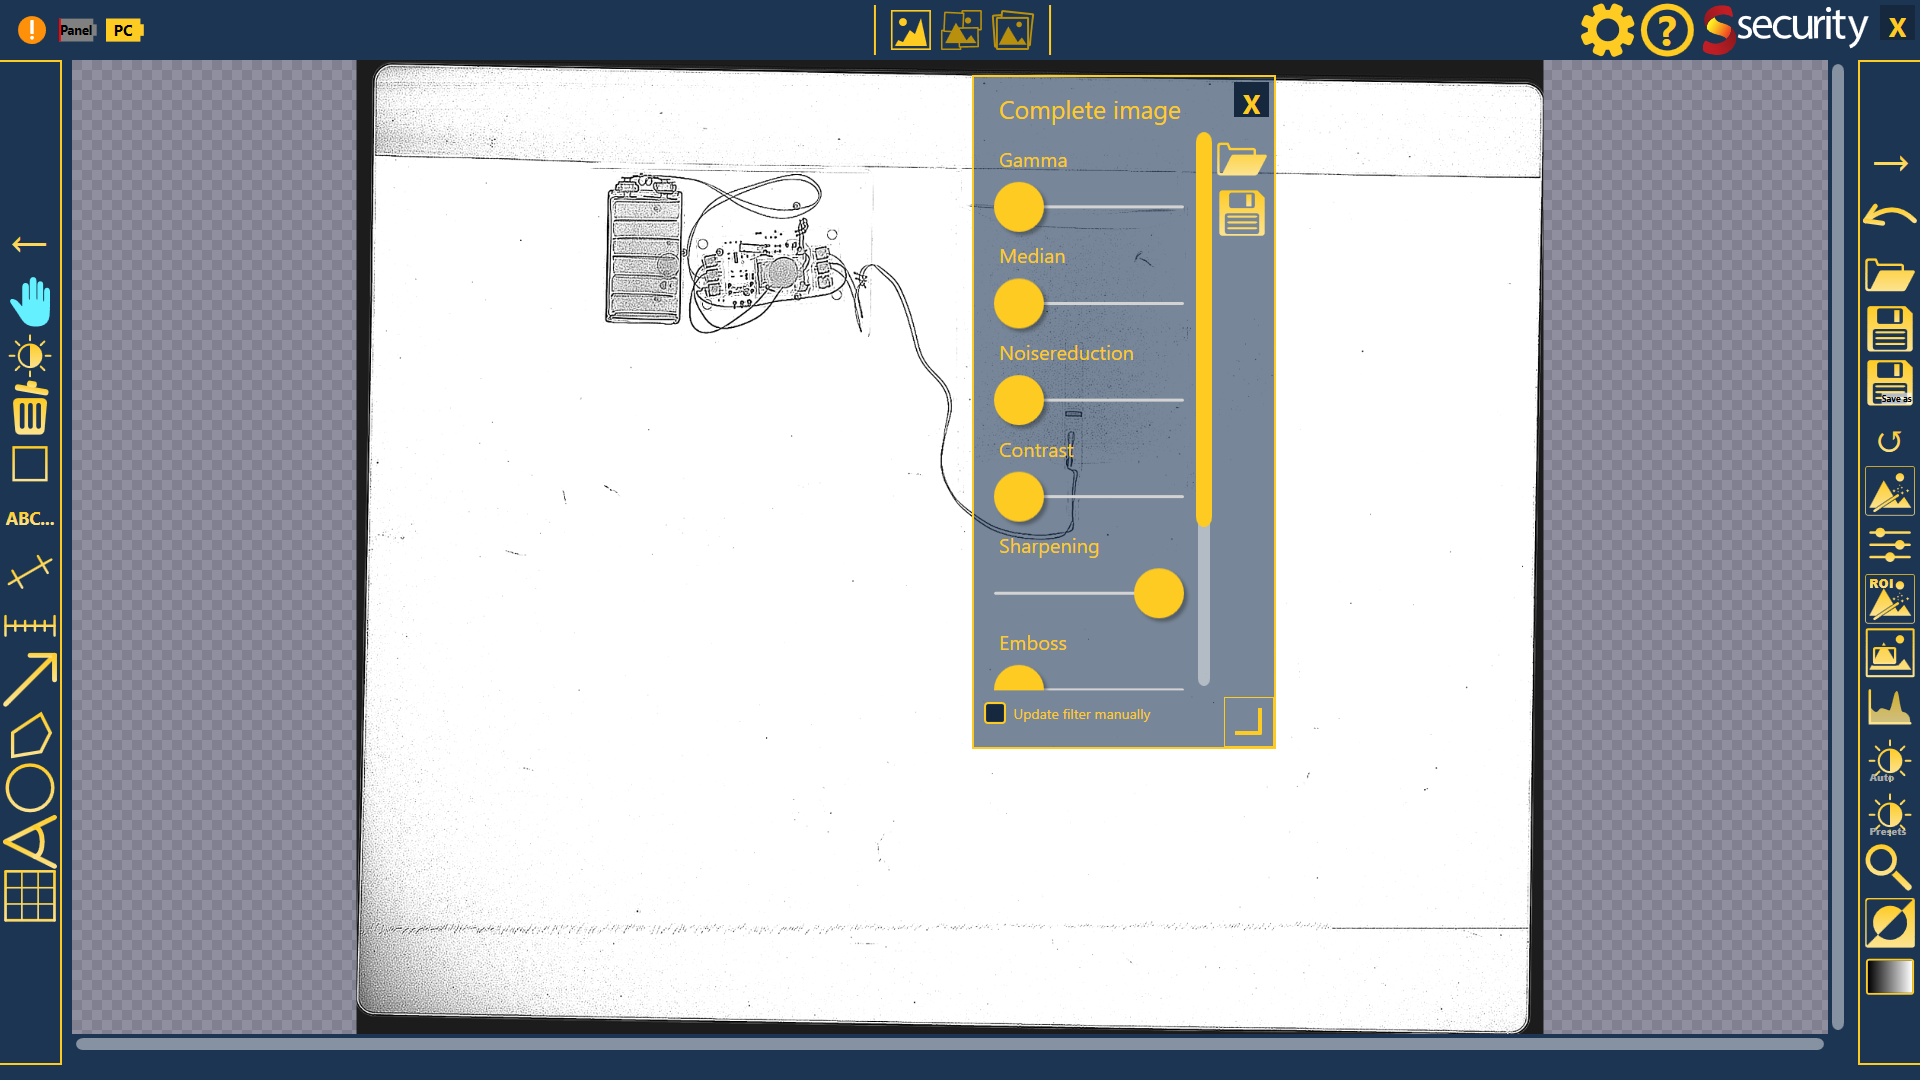 Panel
PC
security
X
Complete image
X
Gamma
Median
Noisereduction
Contrast
Sharpening
Emboss
Update filter manually
ABC...
Save as
ROI
Auto
Presets